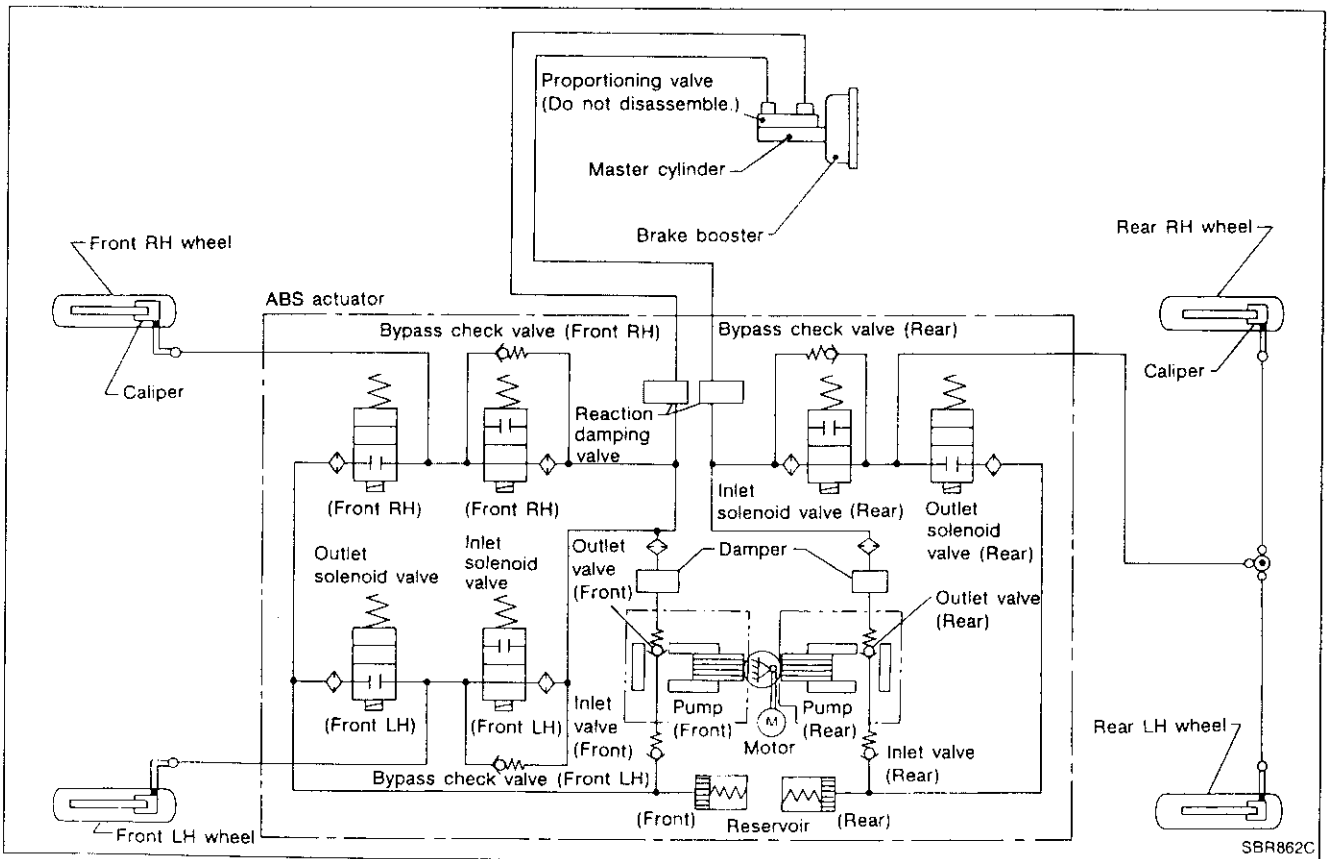 Proportioning valve
(Do not disassemble.)
Master cylinder
Brake booster
Front RH wheel
Rear RH wheel
ABS actuator
Bypass check valve (Front RH)
Bypass check valve (Rear)
Caliper
Caliper
Reaction
damping
valve
(Front RH)
(Front RH)
Inlet
solenoid valve (Rear)
Outlet
solenoid
valve (Rear)
Outlet
solenoid valve
Inlet
solenoid
valve
Outlet
valve
(Front)
Damper
Outlet valve
(Rear)
(Front LH)
(Front LH)
Inlet
valve
(Front)
Pump
(Front)
M
Motor
Pump
(Rear)
Inlet valve
(Rear)
Rear LH wheel
Bypass check valve (Front LH)
(Front)
Reservoir
(Rear)
Front LH wheel
SBR862C